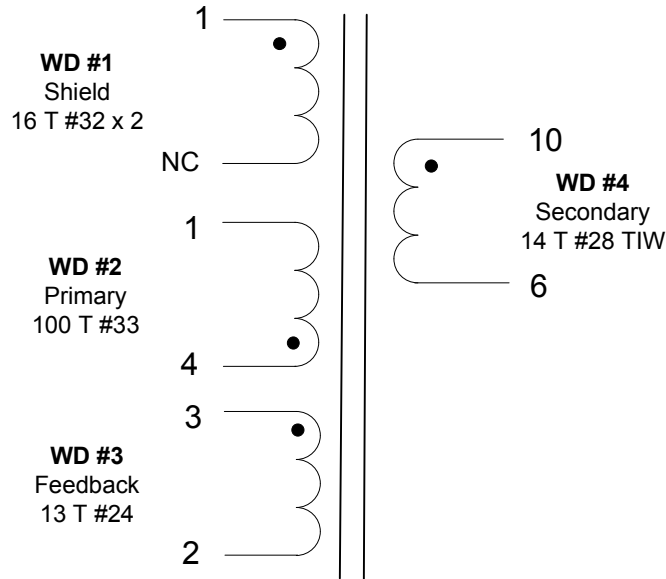 1
WD #1
Shield
16 T #32 x 2
NC
1
WD #2
Primary
100 T #33
4
3
WD #3
Feedback
13 T #24
2
10
WD #4
Secondary
14 T #28 TIW
6